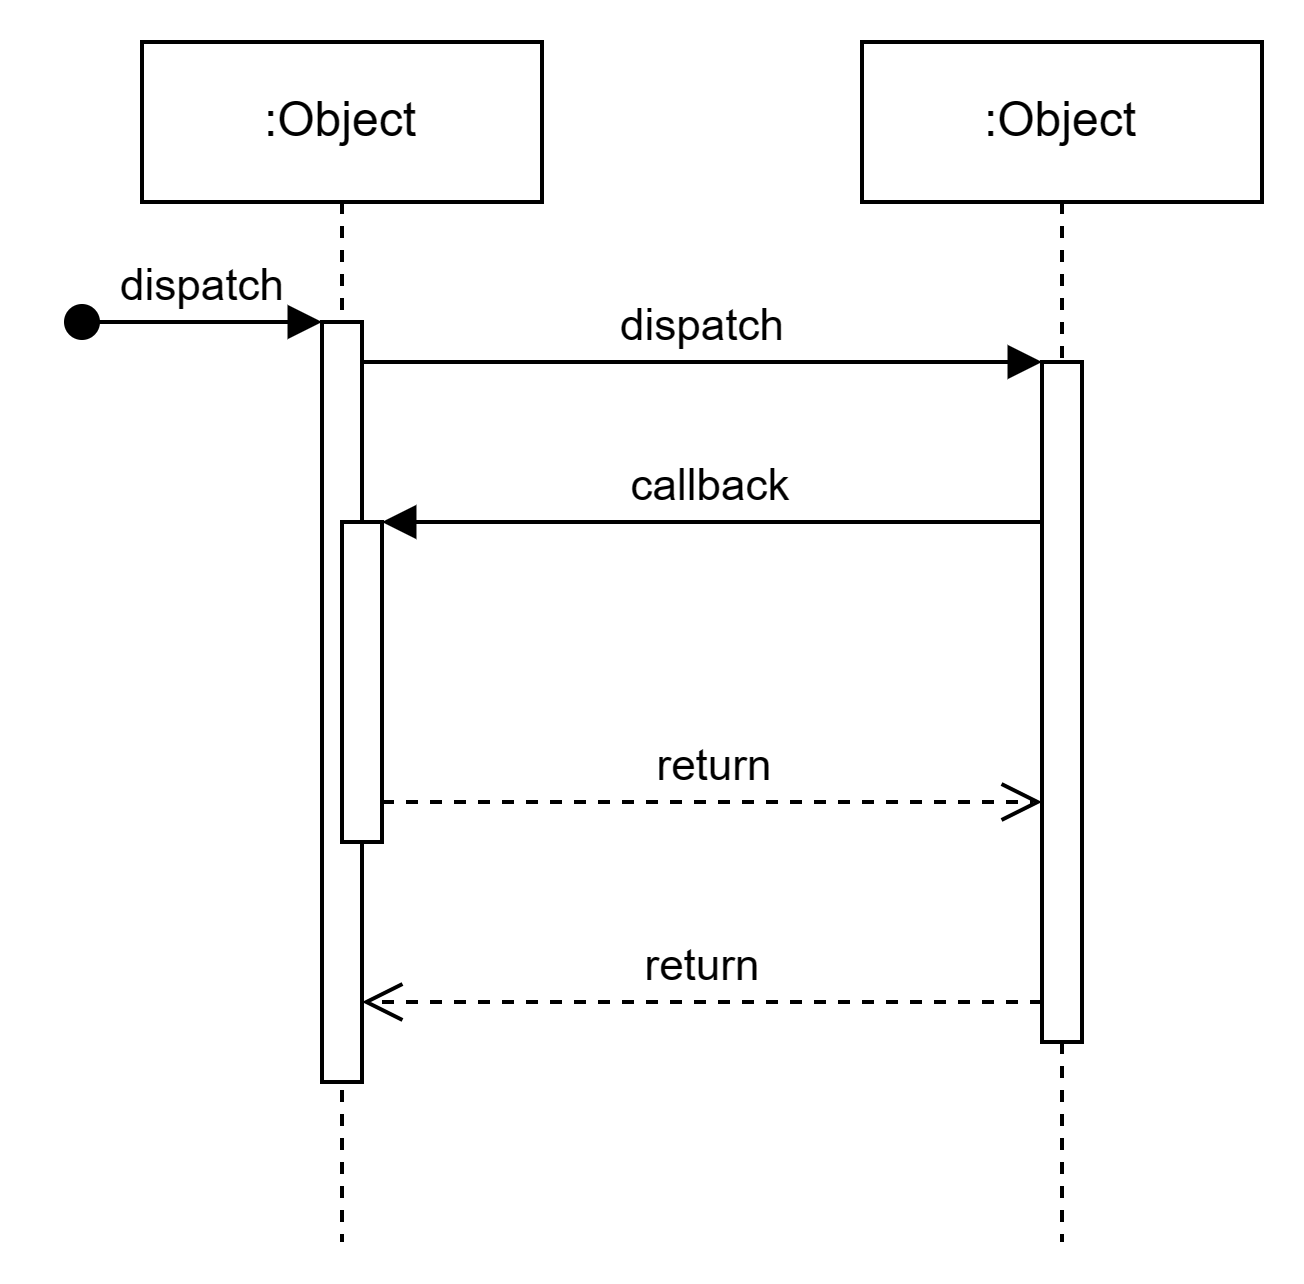 :Object
:Object
dispatch
dispatch
callback
return
return